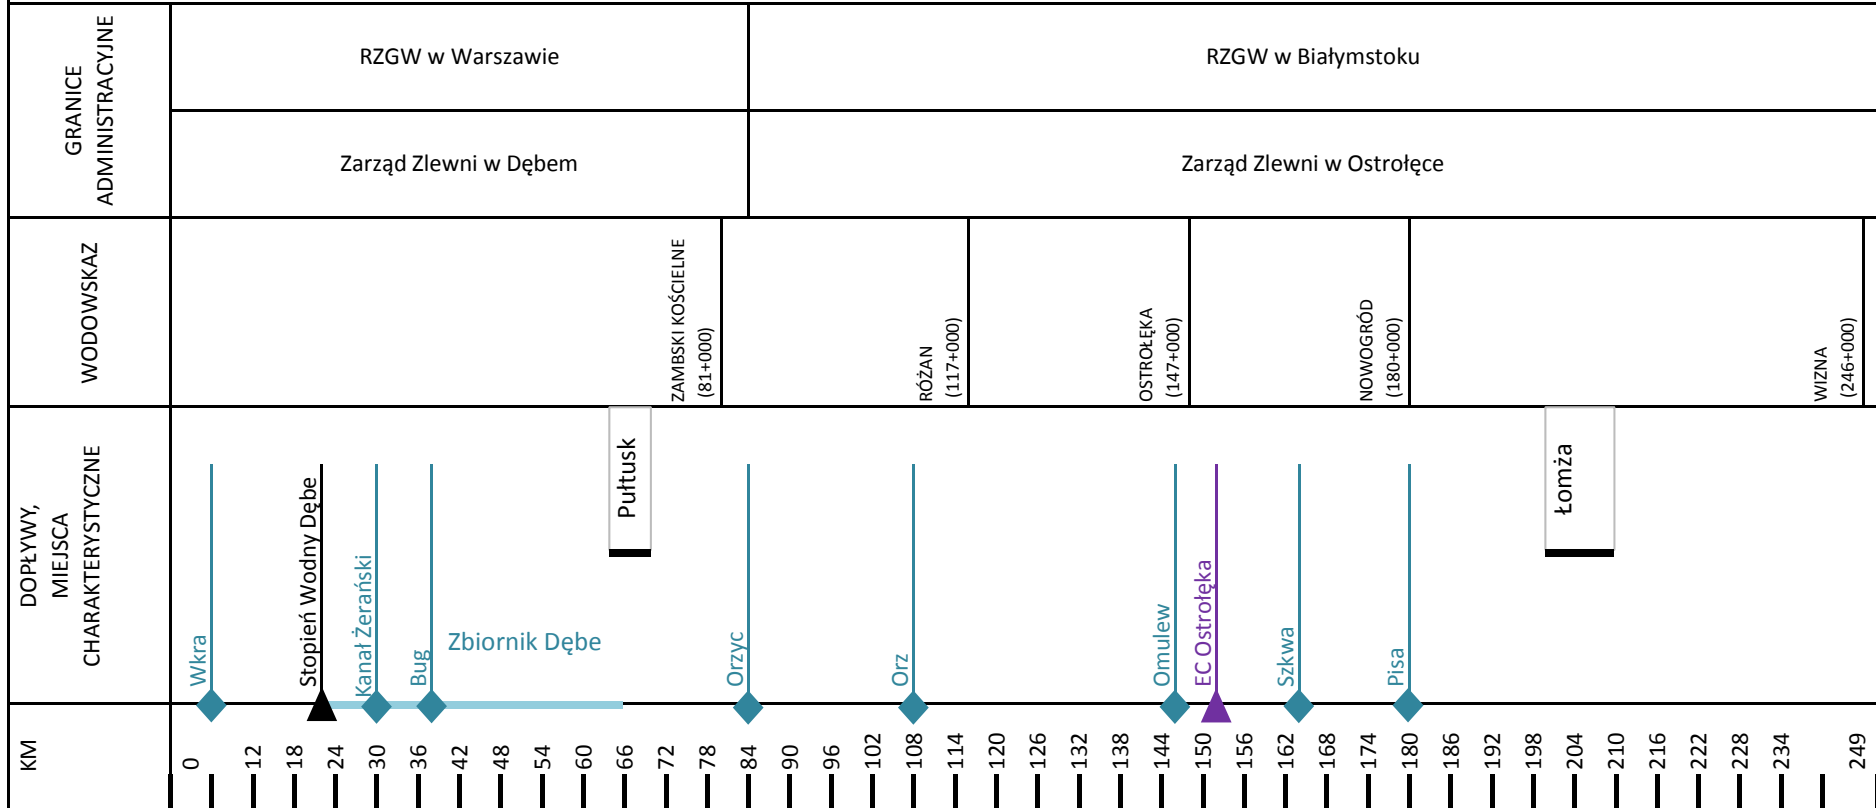 GRANICE
ADMINISTRACYJNE
RZGW w Warszawie
RZGW w Białymstoku
Zarząd Zlewni w Dębem
Zarząd Zlewni w Ostrołęce
WODOWSKAZ
ZAMBSKI KOŚCIELNE
(81+000)
RÓŻAN
(117+000)
OSTROŁĘKA
(147+000)
NOWOGRÓD
(180+000)
WIZNA
(246+000)
DOPŁYWY,
MIEJSCA
CHARAKTERYSTYCZNE
Wkra
Stopień Wodny Dębe
Kanał Żerański
Bug
Zbiornik Dębe
Pułtusk
Orzyc
Orz
Omulew
EC Ostrołęka
Szkwa
Pisa
Łomża
KM
0
12
18
24
30
36
42
48
54
60
66
72
78
84
90
96
102
108
114
120
126
132
138
144
150
156
162
168
174
180
186
192
198
204
210
216
222
228
234
249